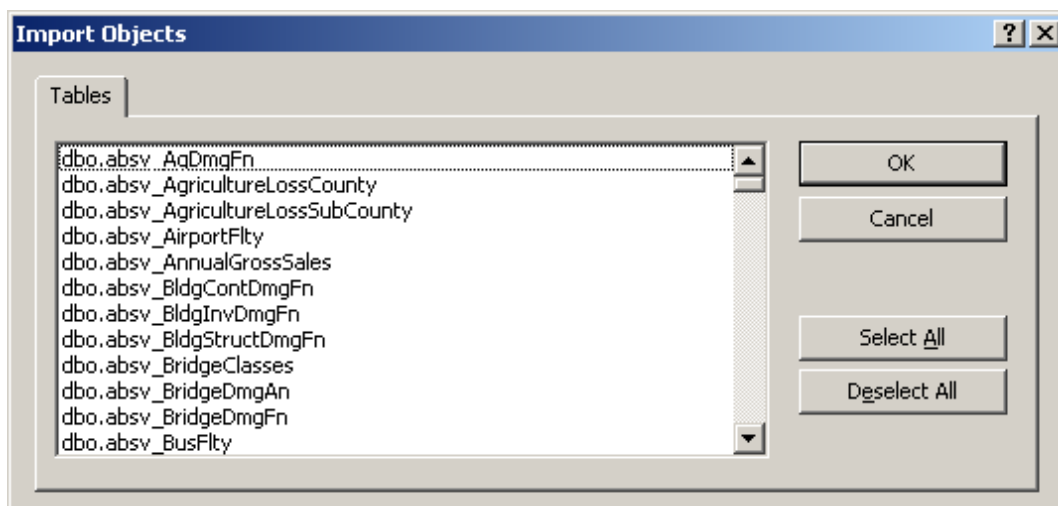 Import Objects
Tables
dbo.absv_AgDmgFn
dbo.absv_AgricultureLossCounty
dbo.absv_AgricultureLossSubCounty
dbo.absv_AirportFlty
dbo.absv_AnnualGrossSales
dbo.absv_BldgContDmgFn
dbo.absv_BldgInvDmgFn
dbo.absv_BldgStructDmgFn
dbo.absv_BridgeClasses
dbo.absv_BridgeDmgAn
dbo.absv_BridgeDmgFn
dbo.absv_BusFlty
OK
Cancel
Select All
Deselect All